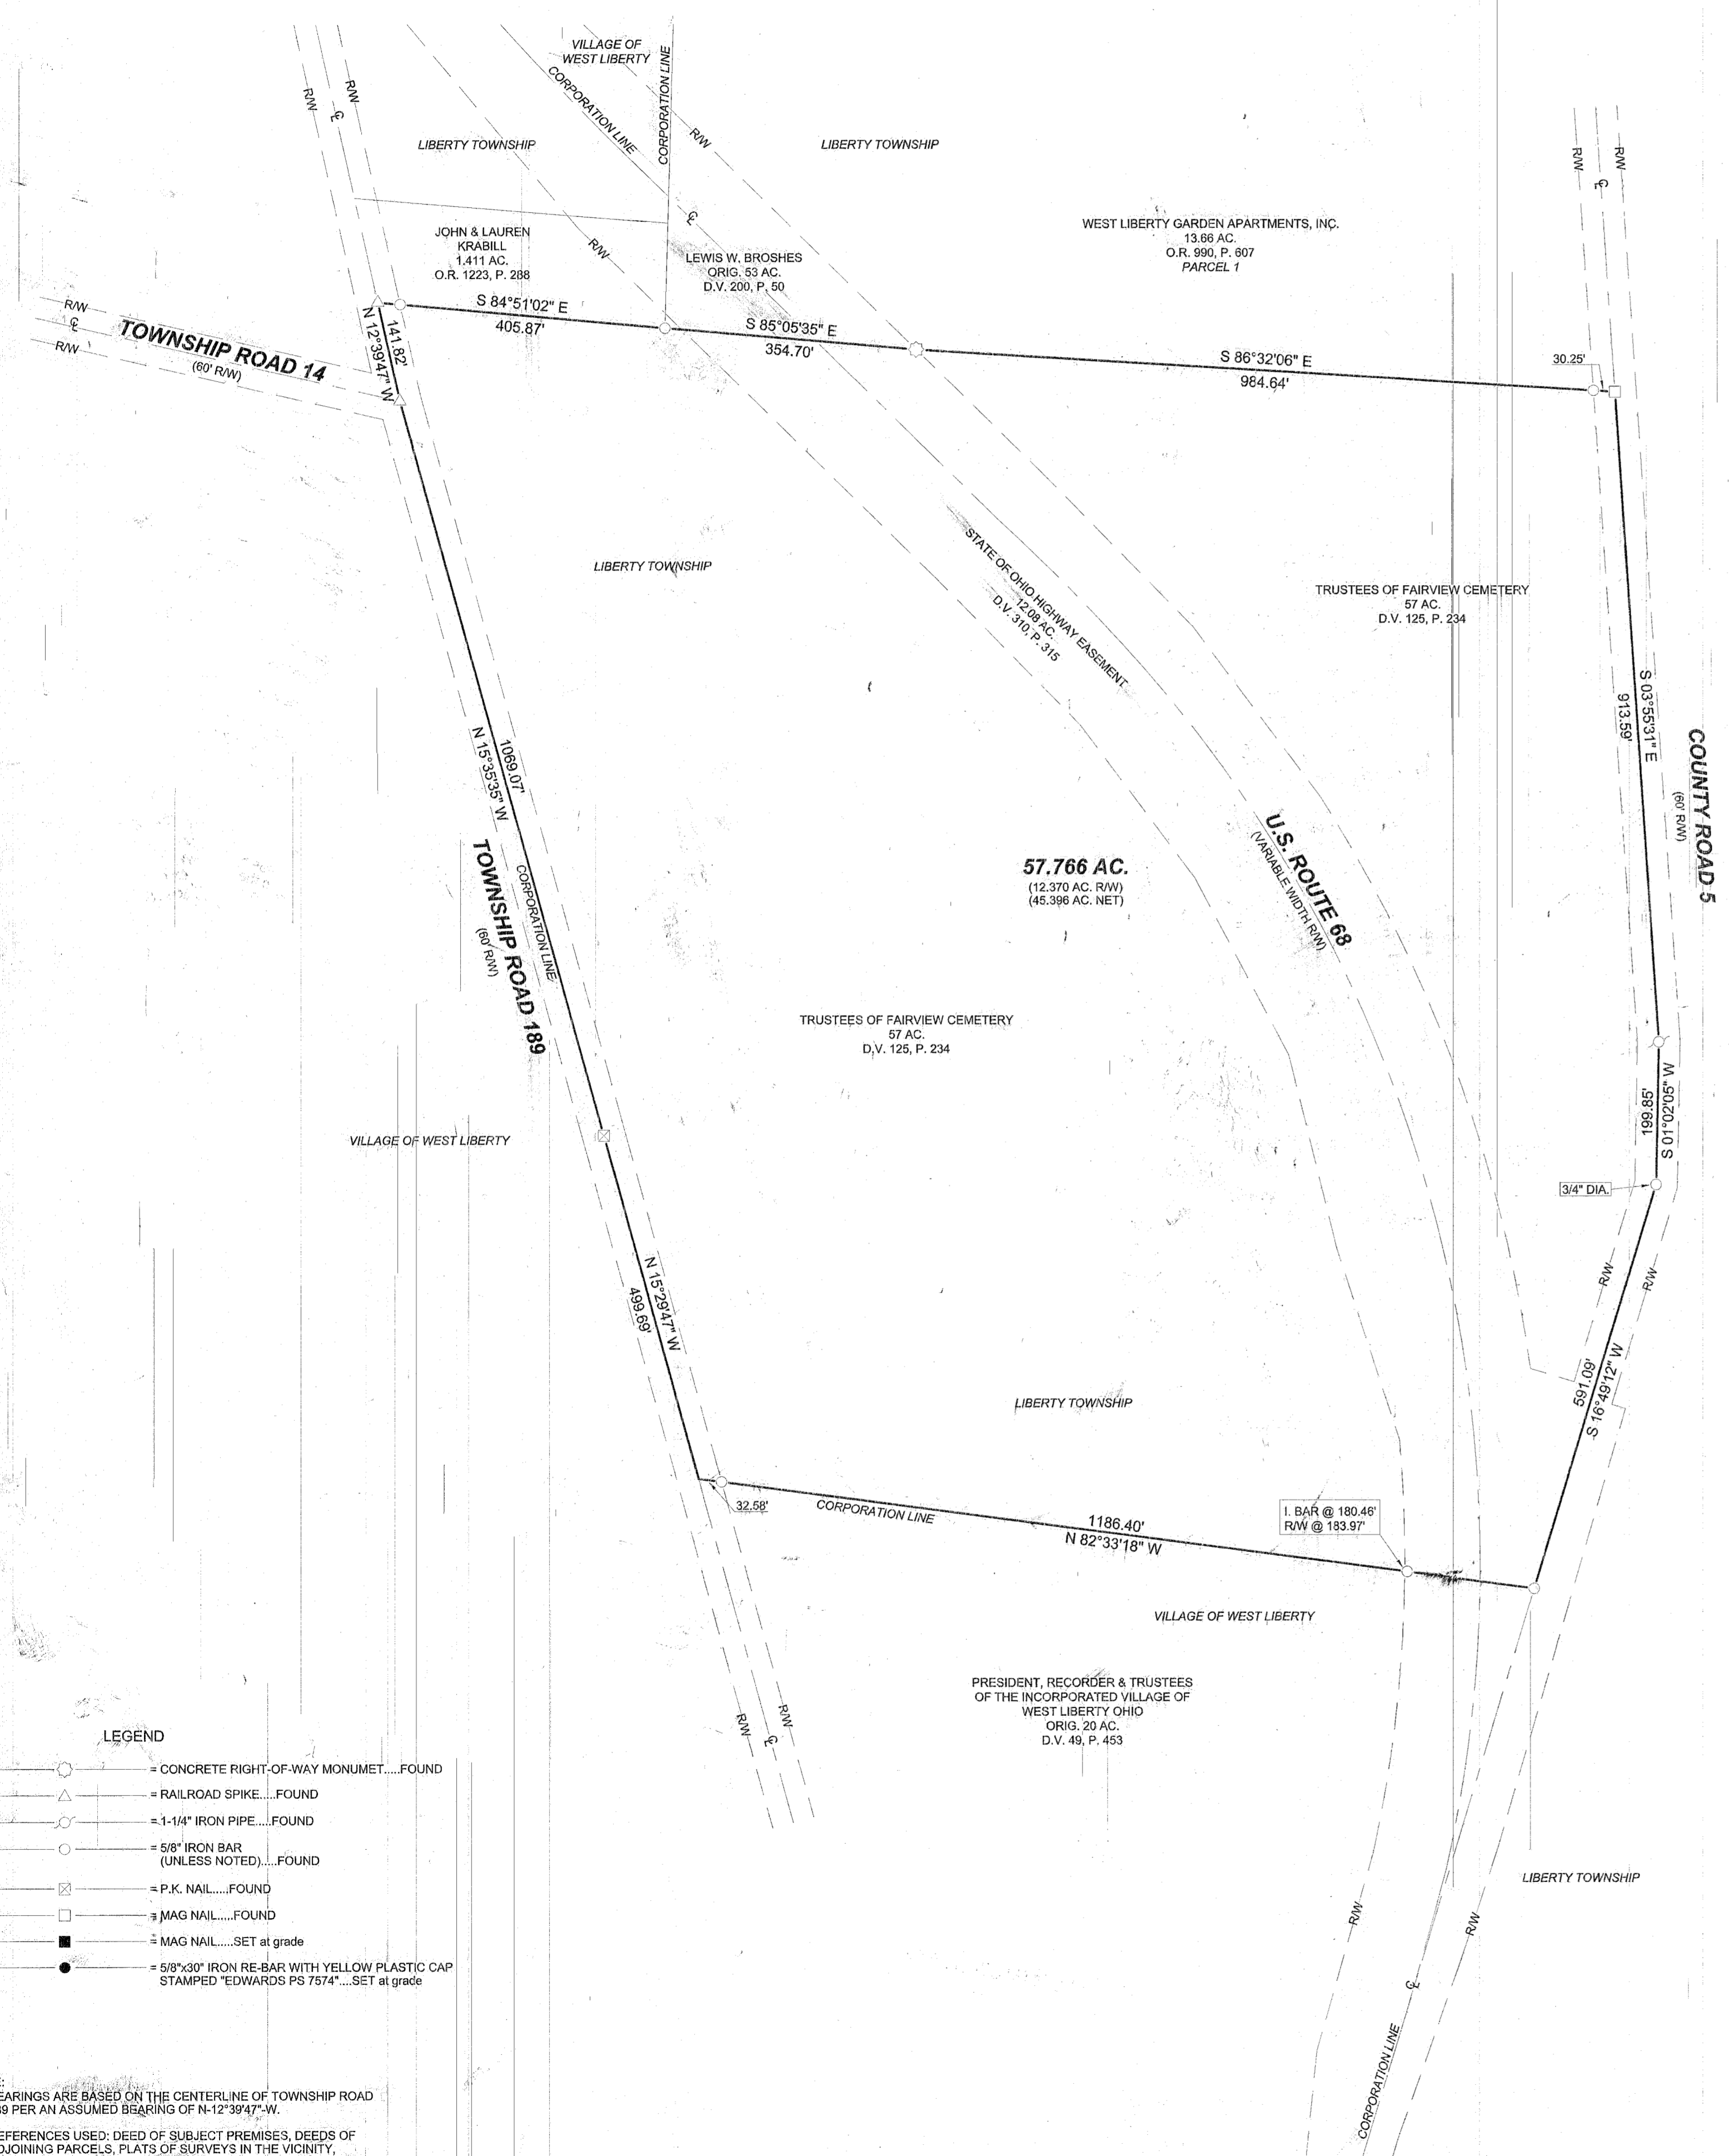 VILLAGE OF
WEST LIBERTY
CORPORATION LINE
CORPORATION LINE
R/W
℄
R/W
R/W
LIBERTY TOWNSHIP
LIBERTY TOWNSHIP
R/W
℄
R/W
JOHN & LAUREN
KRABILL
1.411 AC.
O.R. 1223, P. 288
R/W
℄
LEWIS W. BROSHES
ORIG. 53 AC.
D.V. 200, P. 50
WEST LIBERTY GARDEN APARTMENTS, INC.
13.66 AC.
O.R. 990, P. 607
PARCEL 1
R/W
℄
R/W
TOWNSHIP ROAD 14
(60' R/W)
N 12°39'47" W
141.82'
S 84°51'02" E
405.87'
S 85°05'35" E
354.70'
S 86°32'06" E
984.64'
30.25'
LIBERTY TOWNSHIP
STATE OF OHIO HIGHWAY EASEMENT
12.08 AC.
D.V. 310, P. 315
TRUSTEES OF FAIRVIEW CEMETERY
57 AC.
D.V. 125, P. 234
S 03°55'31" E
913.59'
COUNTY ROAD 5
(60' R/W)
1069.07'
N 15°35'35" W
CORPORATION LINE
TOWNSHIP ROAD 189
(60' R/W)
57.766 AC.
(12.370 AC. R/W)
(45.396 AC. NET)
U.S. ROUTE 68
(VARIABLE WIDTH R/W)
TRUSTEES OF FAIRVIEW CEMETERY
57 AC.
D.V. 125, P. 234
VILLAGE OF WEST LIBERTY
199.85'
S 01°02'05" W
3/4" DIA.
N 15°29'47" W
499.69'
R/W
R/W
591.09'
S 16°49'12" W
LIBERTY TOWNSHIP
32.58'
CORPORATION LINE
1186.40'
N 82°33'18" W
I. BAR @ 180.46'
R/W @ 183.97'
VILLAGE OF WEST LIBERTY
PRESIDENT, RECORDER & TRUSTEES
OF THE INCORPORATED VILLAGE OF
WEST LIBERTY OHIO
ORIG. 20 AC.
D.V. 49, P. 453
R/W
℄
R/W
LIBERTY TOWNSHIP
R/W
R/W
℄
CORPORATION LINE
LEGEND
= CONCRETE RIGHT-OF-WAY MONUMET.....FOUND
= RAILROAD SPIKE.....FOUND
= 1-1/4" IRON PIPE.....FOUND
= 5/8" IRON BAR
(UNLESS NOTED).....FOUND
= P.K. NAIL.....FOUND
= MAG NAIL.....FOUND
= MAG NAIL.....SET at grade
= 5/8"x30" IRON RE-BAR WITH YELLOW PLASTIC CAP
STAMPED "EDWARDS PS 7574"....SET at grade
EARINGS ARE BASED ON THE CENTERLINE OF TOWNSHIP ROAD
9 PER AN ASSUMED BEARING OF N-12°39'47"-W.
EFERENCES USED: DEED OF SUBJECT PREMISES, DEEDS OF
DJOINING PARCELS, PLATS OF SURVEYS IN THE VICINITY,